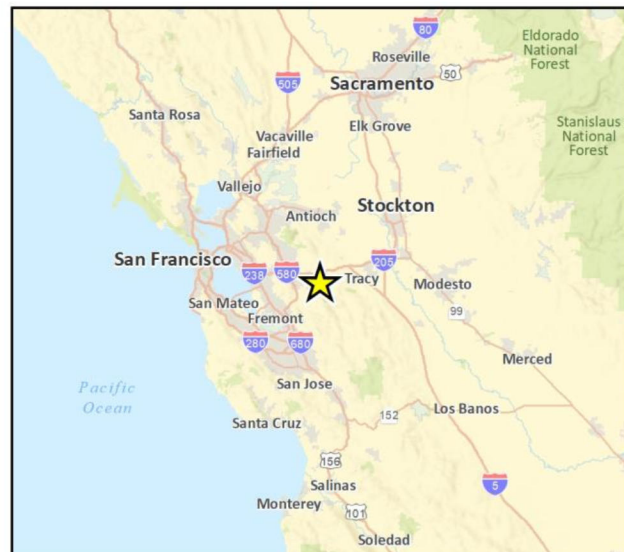 80
Eldorado
National
Forest
Roseville
50
505
Sacramento
Santa Rosa
Elk Grove
Stanislaus
National
Forest
Vacaville
Fairfield
Vallejo
Antioch
Stockton
San Francisco
238
580
205
Tracy
Modesto
San Mateo
Fremont
99
280
680
Merced
San Jose
Pacific
Ocean
Los Banos
152
Santa Cruz
156
Salinas
5
Monterey
101
Soledad